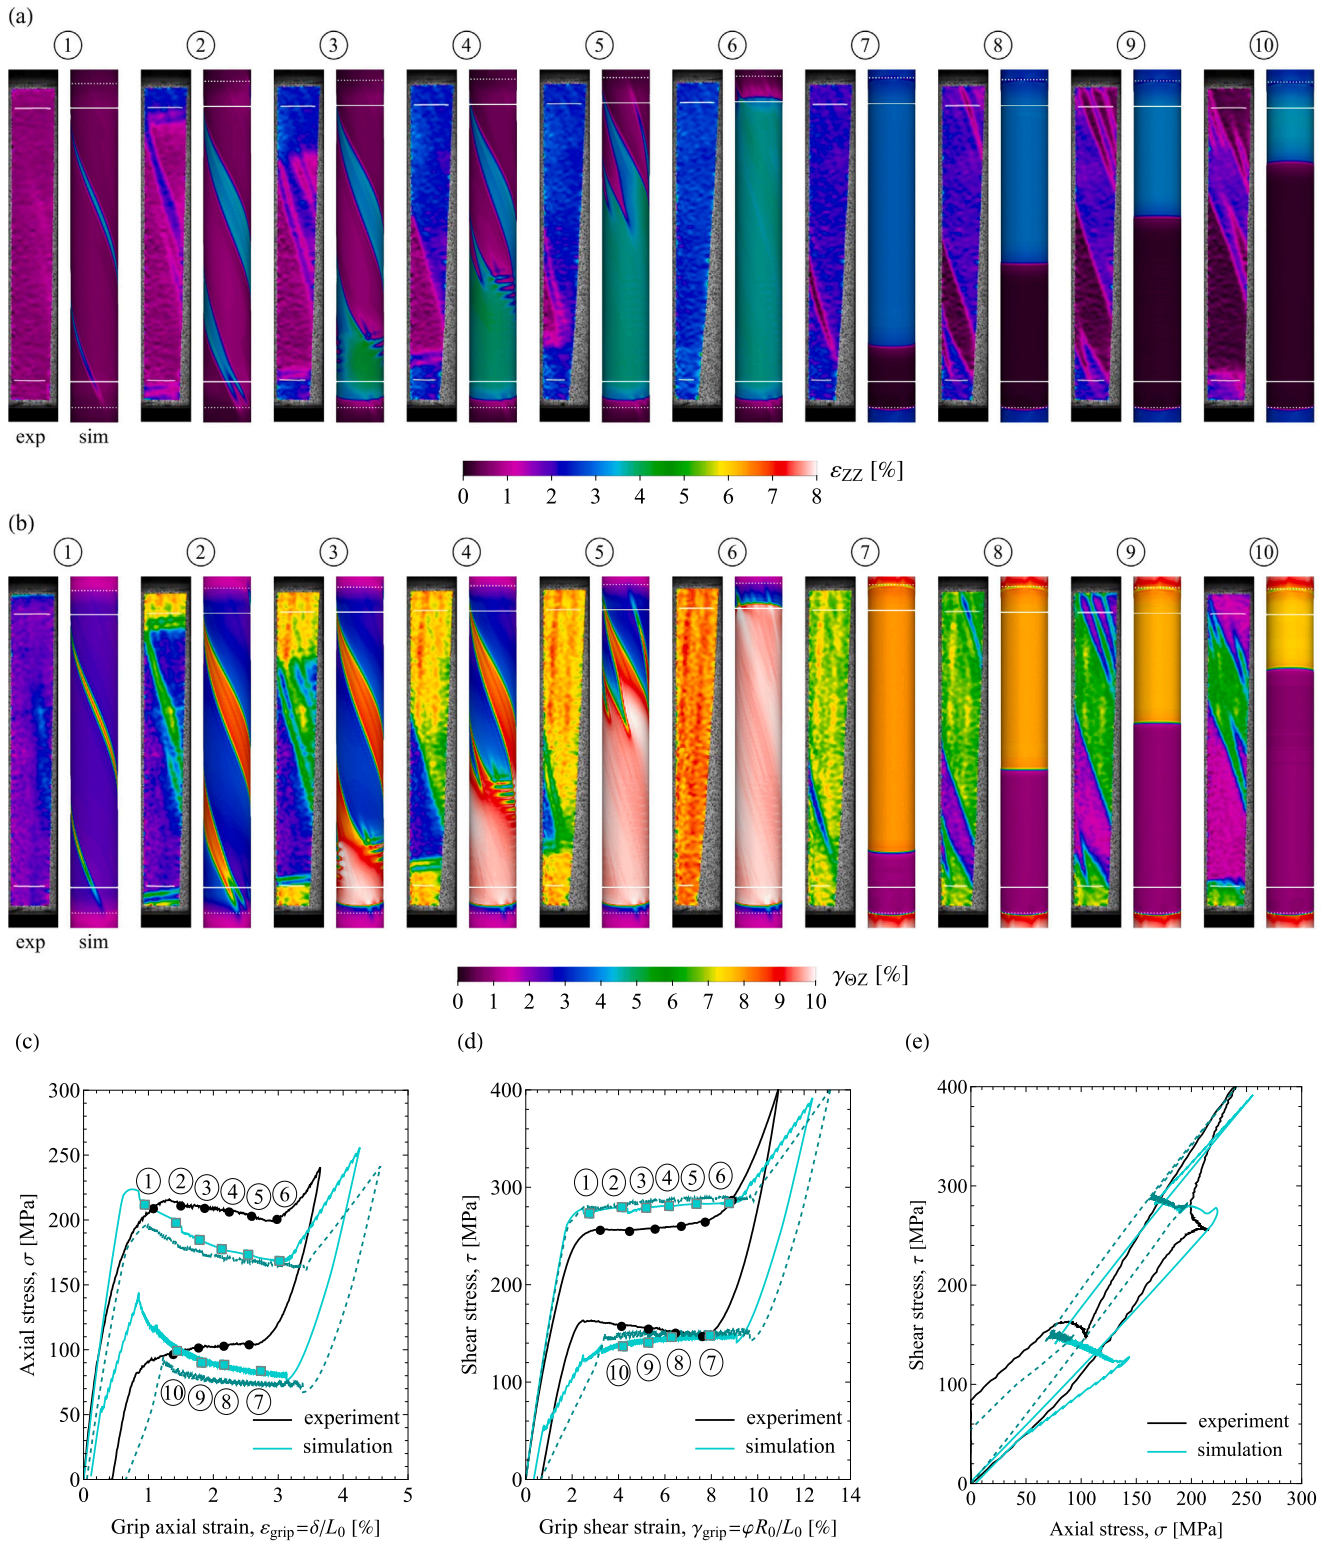 (a)
① ② ③ ④ ⑤ ⑥ ⑦ ⑧ ⑨ ⑩
exp sim
εZZ [%]
0 1 2 3 4 5 6 7 8
(b)
① ② ③ ④ ⑤ ⑥ ⑦ ⑧ ⑨ ⑩
exp sim
γΘZ [%]
0 1 2 3 4 5 6 7 8 9 10
(c)
300
250
200
150
100
50
0
Axial stress, σ [MPa]
① ② ③ ④ ⑤ ⑥
⑩ ⑨ ⑧ ⑦
experiment
simulation
0 1 2 3 4 5
Grip axial strain, εgrip=δ/L0 [%]
(d)
400
300
200
100
0
Shear stress, τ [MPa]
① ② ③ ④ ⑤ ⑥
⑩ ⑨ ⑧ ⑦
experiment
simulation
0 2 4 6 8 10 12 14
Grip shear strain, γgrip=φR0/L0 [%]
(e)
400
300
200
100
0
Shear stress, τ [MPa]
experiment
simulation
0 50 100 150 200 250 300
Axial stress, σ [MPa]